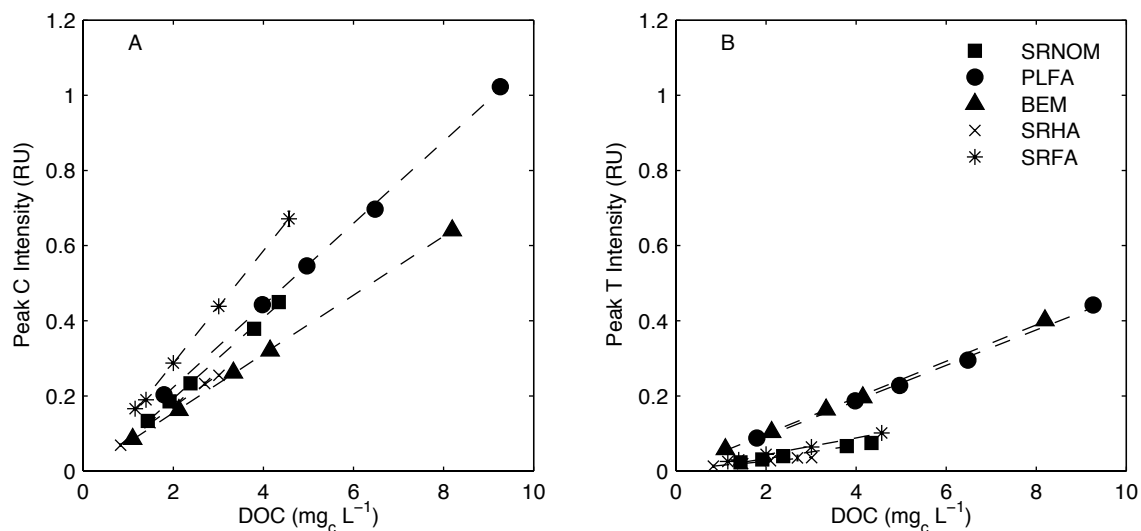 A
1.2
1
0.8
0.6
0.4
0.2
0
Peak C Intensity (RU)
0 2 4 6 8 10
DOC (mg_c L⁻¹)
B
1.2
1
0.8
0.6
0.4
0.2
0
Peak T Intensity (RU)
0 2 4 6 8 10
DOC (mg_c L⁻¹)
SRNOM
PLFA
BEM
SRHA
SRFA